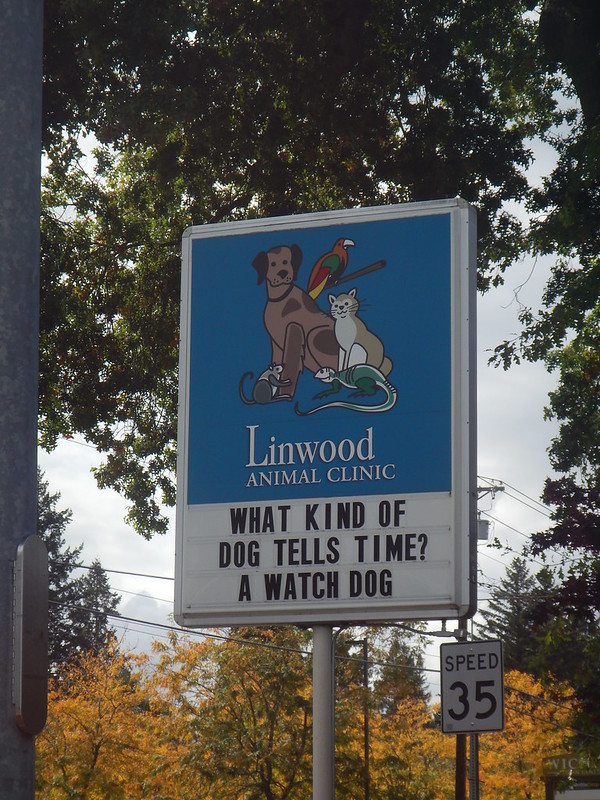 Linwood
ANIMAL CLINIC
WHAT KIND OF
DOG TELLS TIME?
A WATCH DOG
SPEED
35